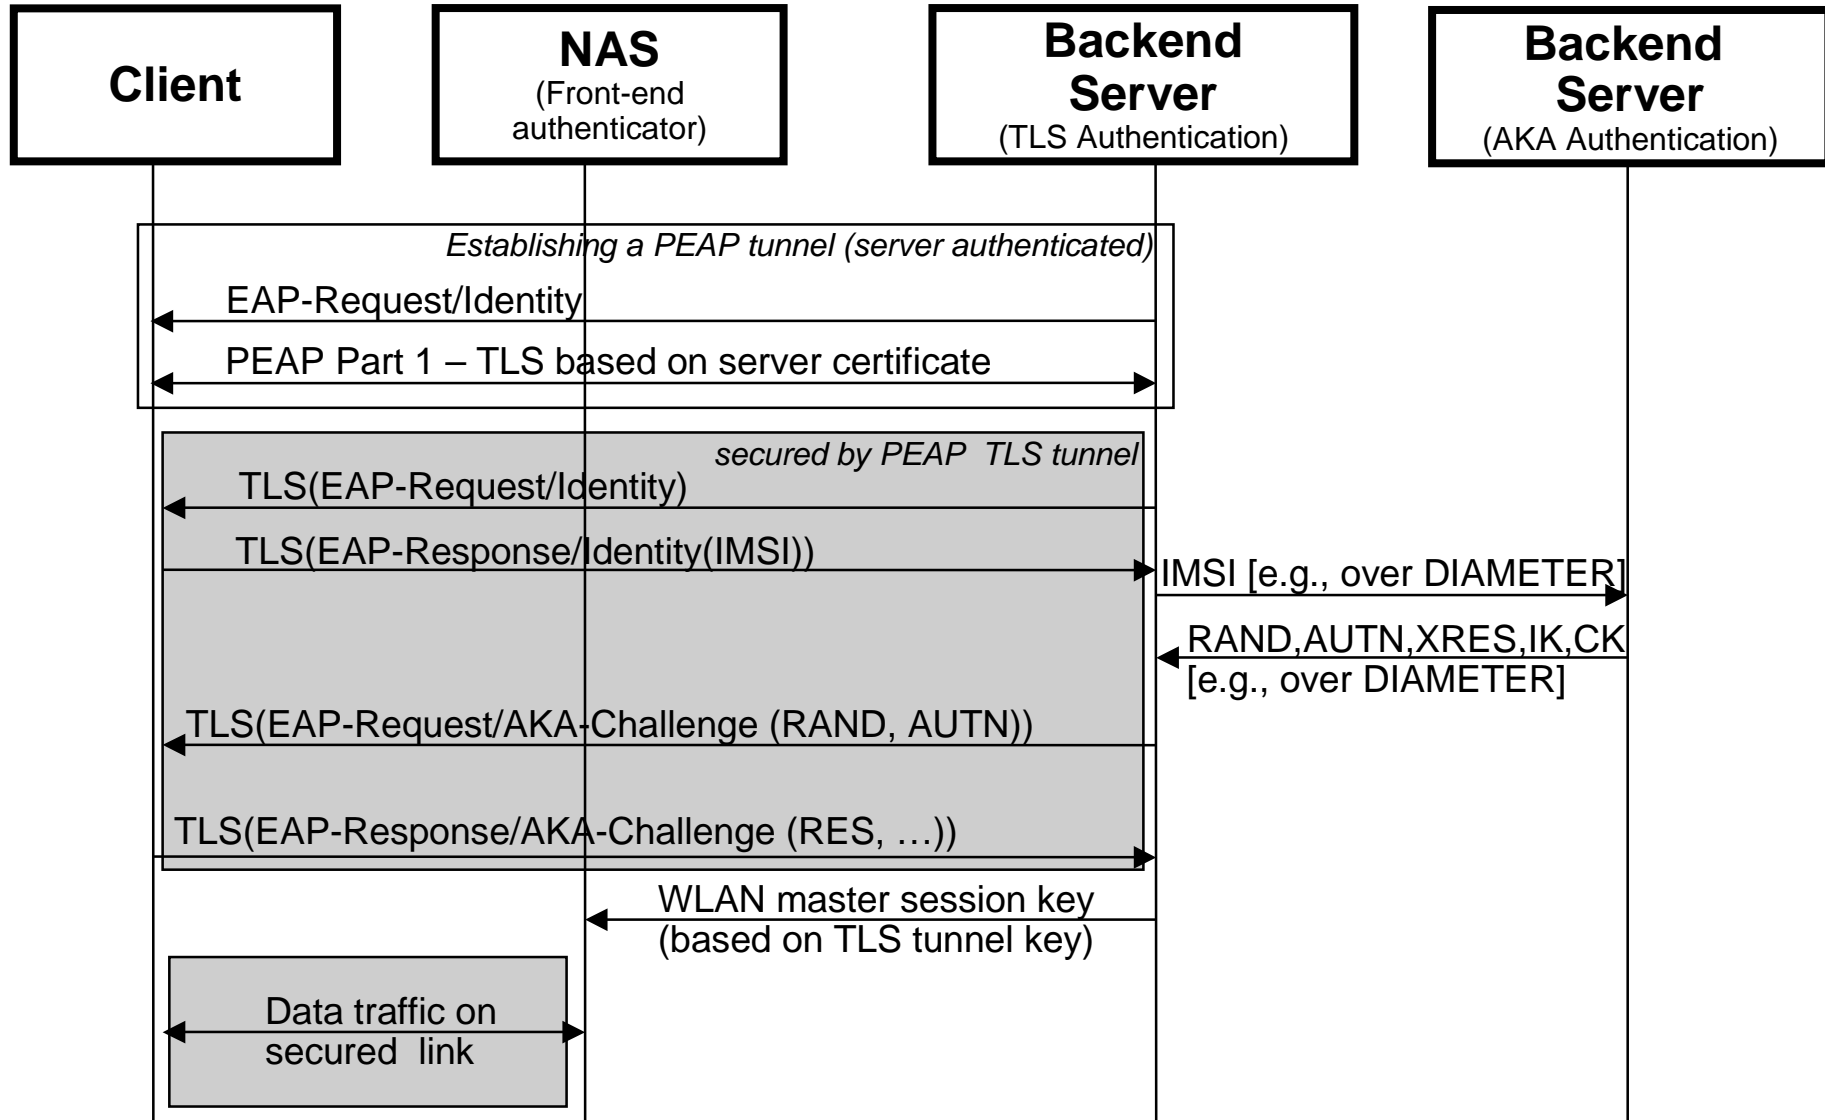 Client
NAS
(Front-end
authenticator)
Backend
Server
(TLS Authentication)
Backend
Server
(AKA Authentication)
Establishing a PEAP tunnel (server authenticated)
EAP-Request/Identity
PEAP Part 1 – TLS based on server certificate
secured by PEAP TLS tunnel
TLS(EAP-Request/Identity)
TLS(EAP-Response/Identity(IMSI))
IMSI [e.g., over DIAMETER]
RAND,AUTN,XRES,IK,CK
[e.g., over DIAMETER]
TLS(EAP-Request/AKA-Challenge (RAND, AUTN))
TLS(EAP-Response/AKA-Challenge (RES, …))
WLAN master session key
(based on TLS tunnel key)
Data traffic on
secured link